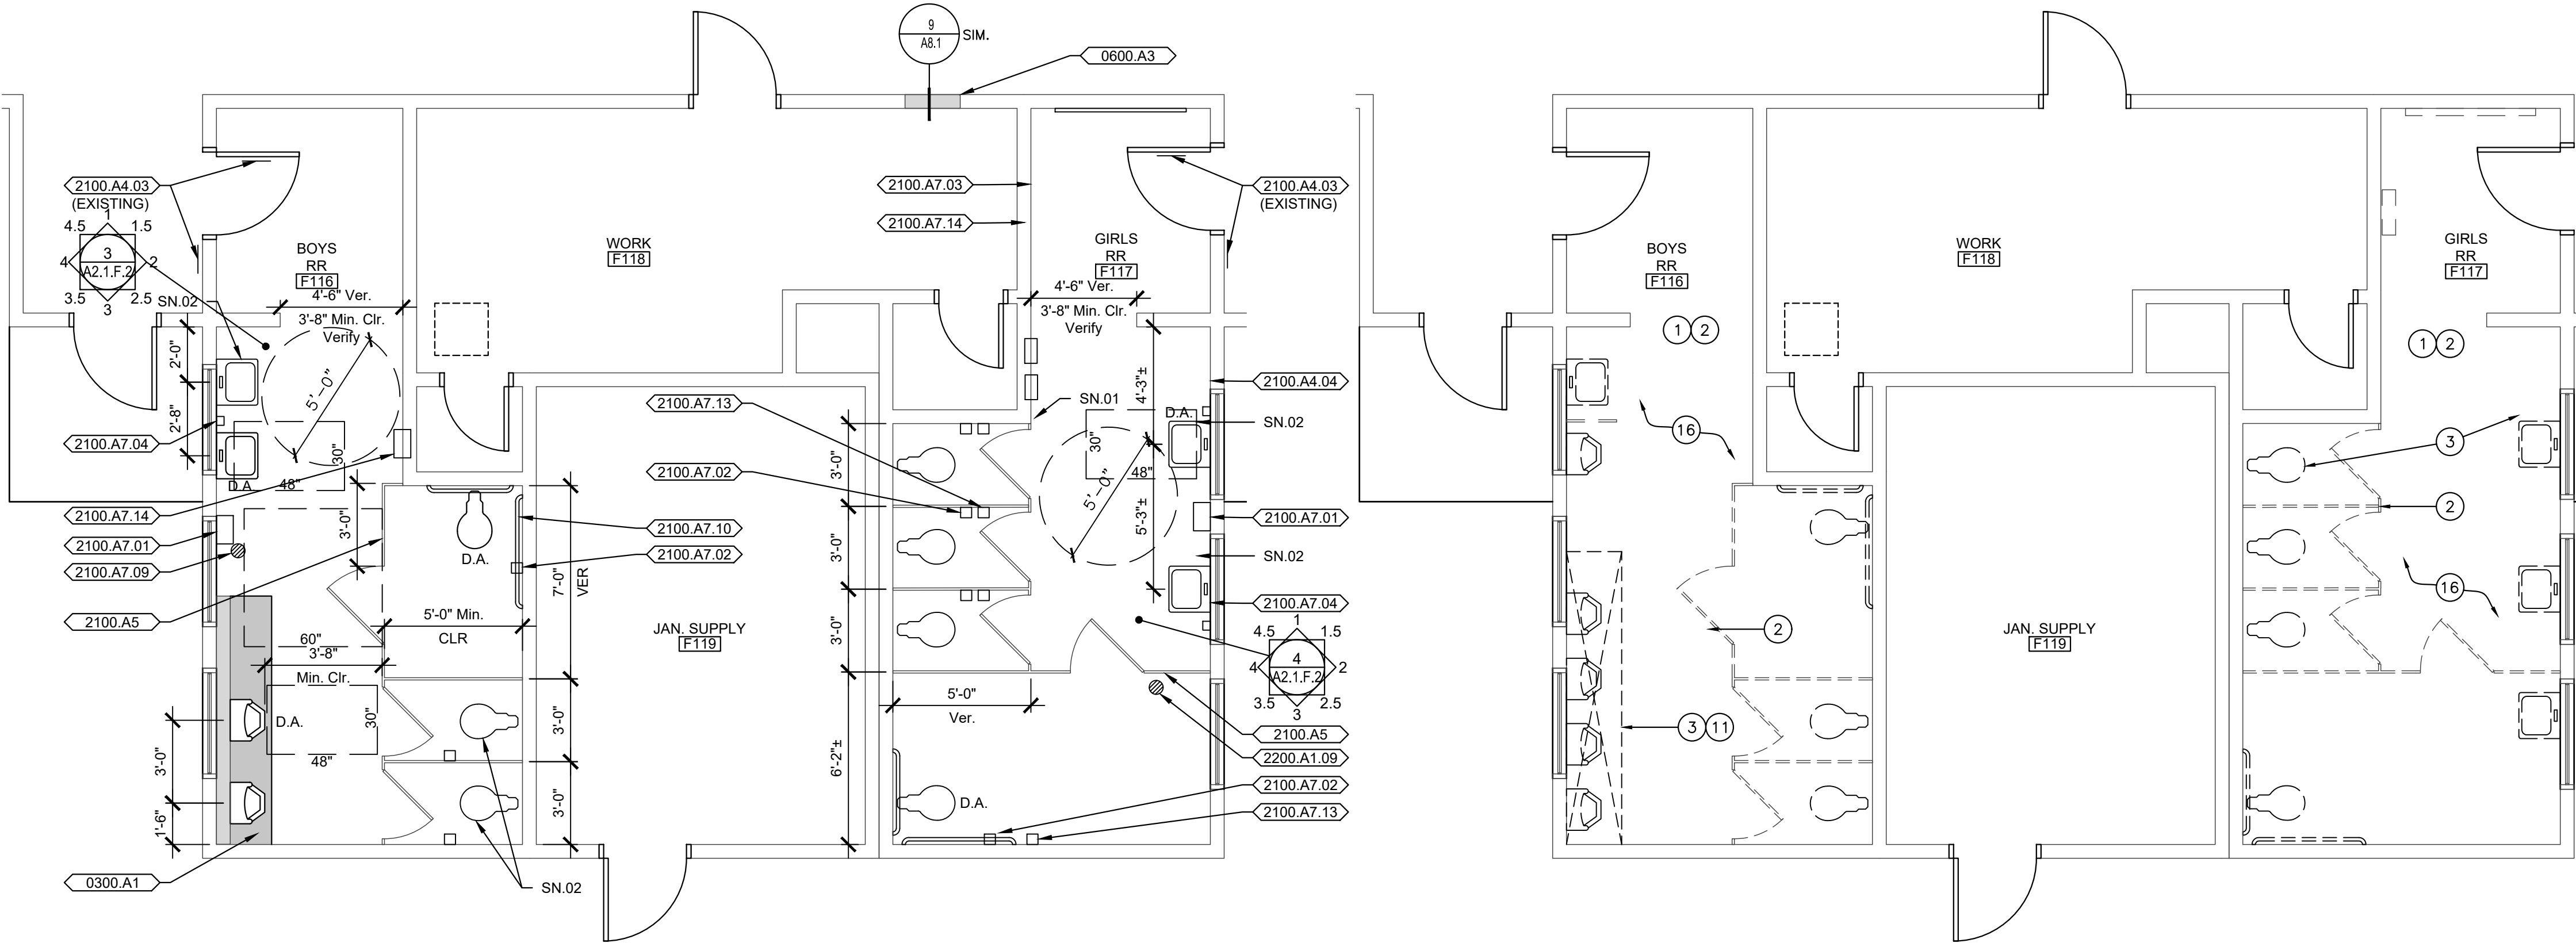 9
A8.1
SIM.
0600.A3
2100.A4.03
(EXISTING)
1
4.5
1.5
3
A2.1.F.2
4
2
3.5
2.5
3
SN.02
BOYS
RR
F116
4'-6" Ver.
3'-8" Min. Clr.
Verify
5'-0"
2'-0"
2'-8"
2100.A7.04
30"
D.A.
48"
2100.A7.14
2100.A7.01
2100.A7.09
2100.A5
3'-0"
D.A.
60"
3'-8"
Min. Clr.
5'-0" Min.
CLR
7'-0"
VER
D.A.
30"
48"
3'-0"
1'-6"
3'-0"
3'-0"
0300.A1
SN.02
WORK
F118
2100.A7.03
2100.A7.14
2100.A7.13
2100.A7.02
2100.A7.10
2100.A7.02
JAN. SUPPLY
F119
GIRLS
RR
F117
4'-6" Ver.
3'-8" Min. Clr.
Verify
2100.A4.03
(EXISTING)
2100.A4.04
SN.01
D.A.
SN.02
30"
48"
4'-3"±
5'-0"
5'-3"±
2100.A7.01
SN.02
2100.A7.04
3'-0"
3'-0"
3'-0"
6'-2"±
5'-0"
Ver.
D.A.
1
4.5
1.5
4
A2.1.F.2
4
2
3.5
2.5
3
2100.A5
2200.A1.09
2100.A7.02
2100.A7.13
BOYS
RR
F116
1
2
16
2
3
11
WORK
F118
JAN. SUPPLY
F119
GIRLS
RR
F117
1
2
3
2
16